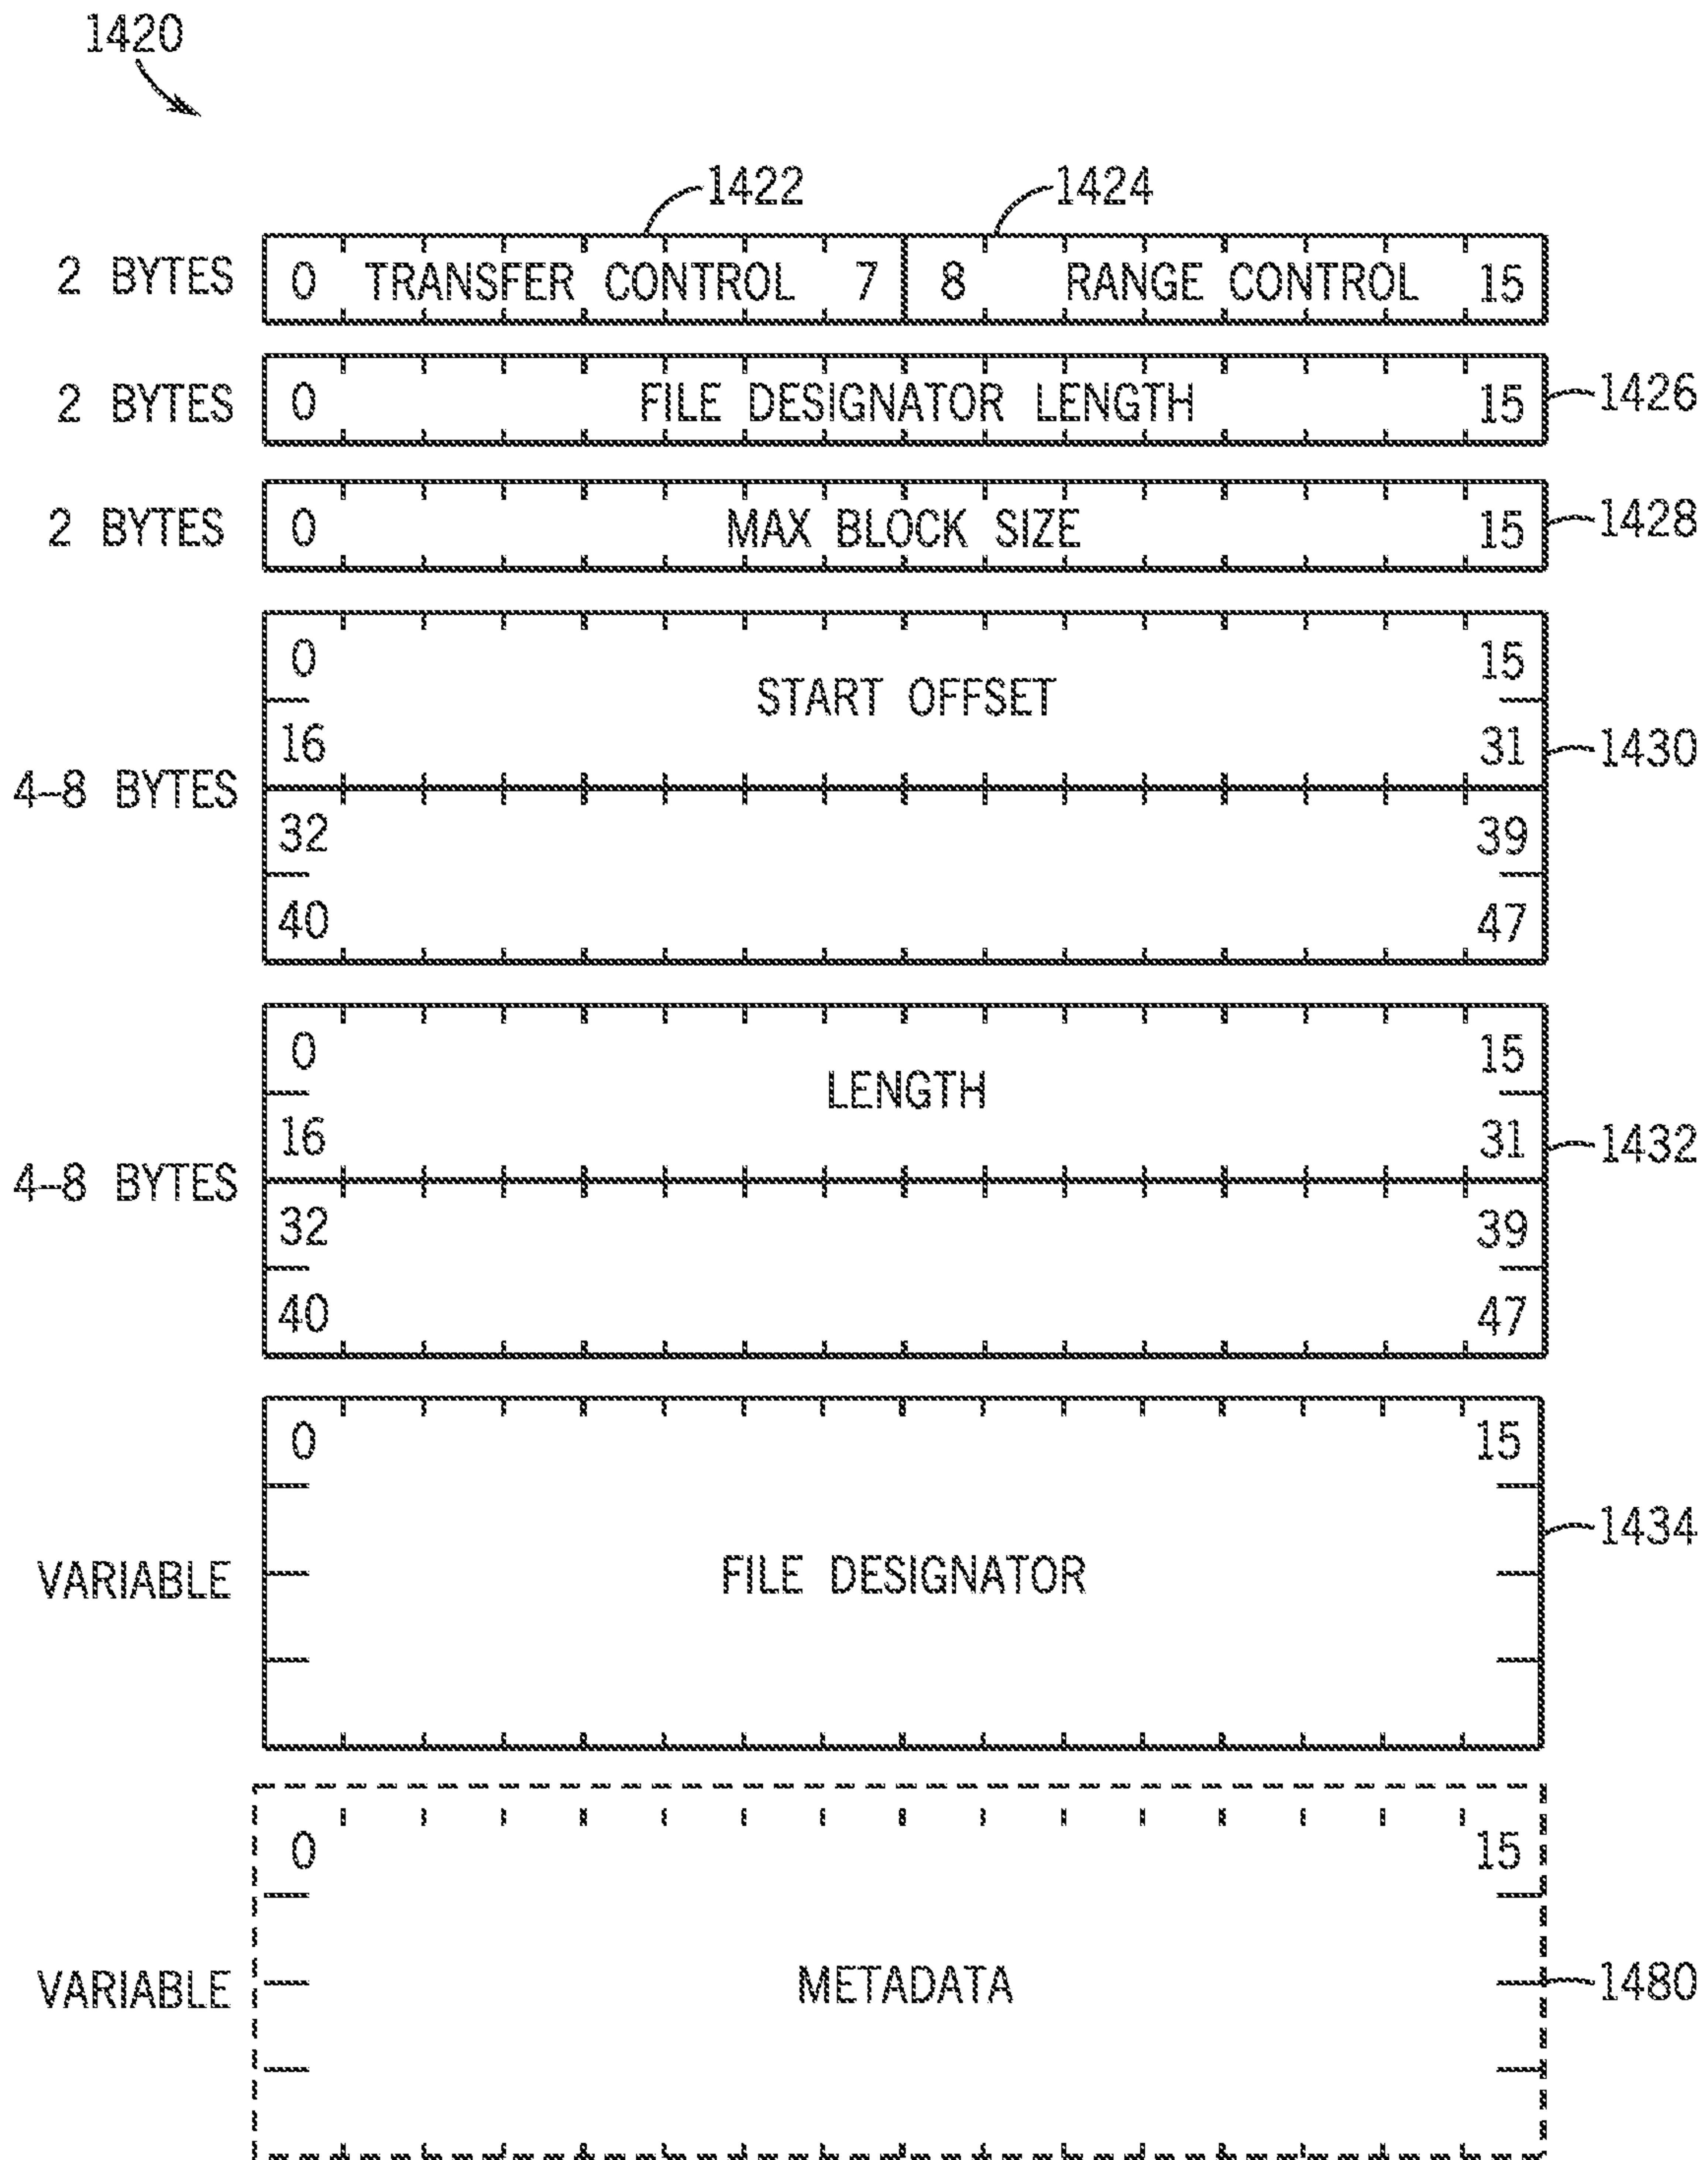 1420
1422 1424
2 BYTES 0 TRANSFER CONTROL 7 8 RANGE CONTROL 15
2 BYTES 0 FILE DESIGNATOR LENGTH 15 1426
2 BYTES 0 MAX BLOCK SIZE 15 1428
0 15
START OFFSET
16 31 1430
4-8 BYTES
32 39
40 47
0 15
LENGTH
16 31 1432
4-8 BYTES
32 39
40 47
0 15
1434
VARIABLE FILE DESIGNATOR
0 15
VARIABLE METADATA 1480